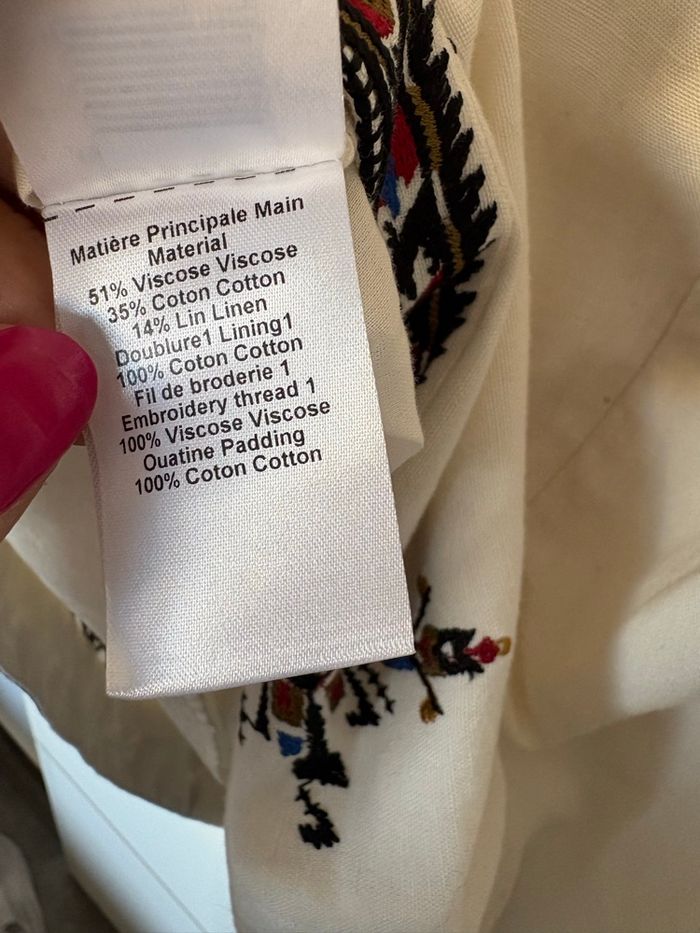 Matière Principale Main
Material
51% Viscose Viscose
35% Coton Cotton
14% Lin Linen
Doublure1 Lining1
100% Coton Cotton
Fil de broderie 1
Embroidery thread 1
100% Viscose Viscose
Ouatine Padding
100% Coton Cotton